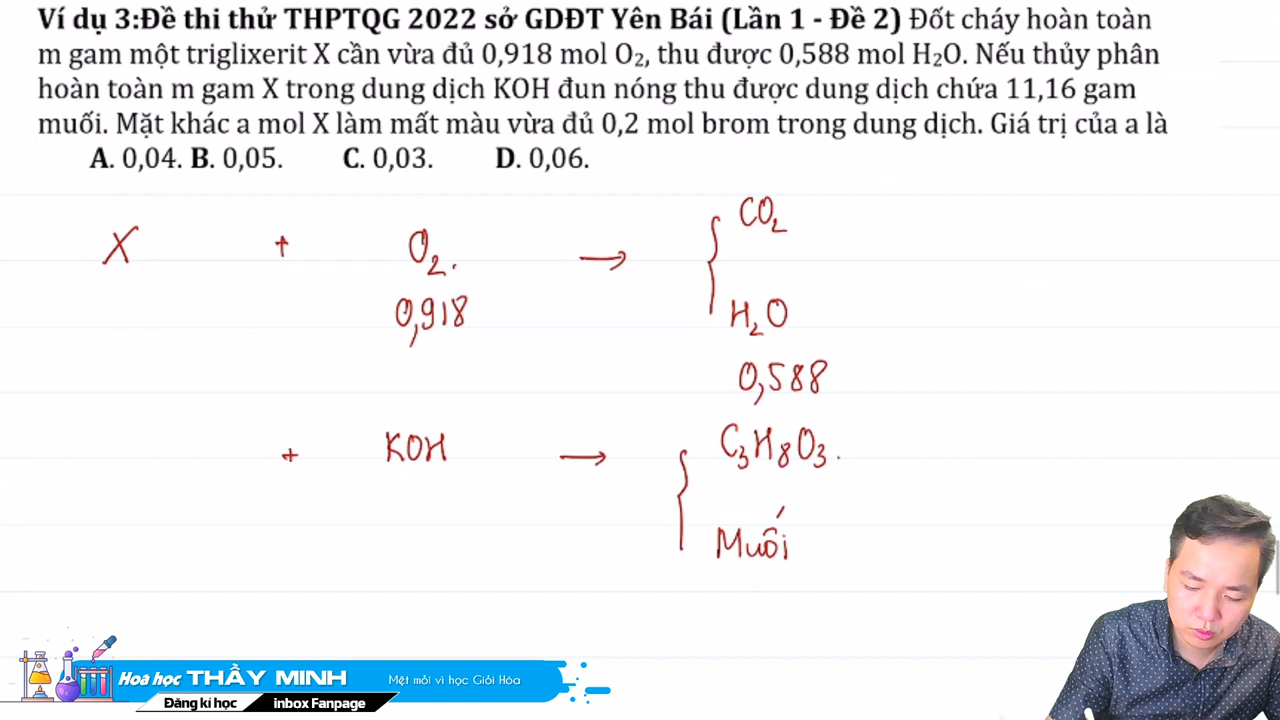 Ví dụ 3:Đề thi thử THPTQG 2022 sở GDĐT Yên Bái (Lần 1 - Đề 2) Đốt cháy hoàn toàn
m gam một triglixerit X cần vừa đủ 0,918 mol O₂, thu được 0,588 mol H₂O. Nếu thủy phân
hoàn toàn m gam X trong dung dịch KOH đun nóng thu được dung dịch chứa 11,16 gam
muối. Mặt khác a mol X làm mất màu vừa đủ 0,2 mol brom trong dung dịch. Giá trị của a là
A. 0,04. B. 0,05. C. 0,03. D. 0,06.
X + O₂. → { CO₂
0,918 H₂O
0,588
+ KOH → { C₃H₈O₃.
Muối
Hoá học THẦY MINH
Mệt mỏi vì học Giỏi Hóa
Đăng kí học inbox Fanpage